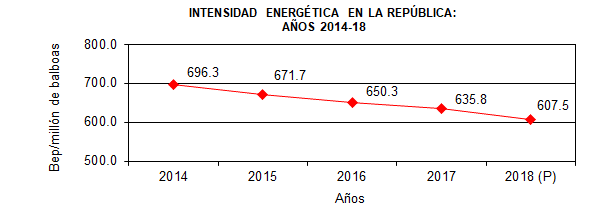 INTENSIDAD ENERGÉTICA EN LA REPÚBLICA:
AÑOS 2014-18
Bep/millón de balboas
800.0
700.0
600.0
500.0
696.3
671.7
650.3
635.8
607.5
2014
2015
2016
2017
2018 (P)
Años